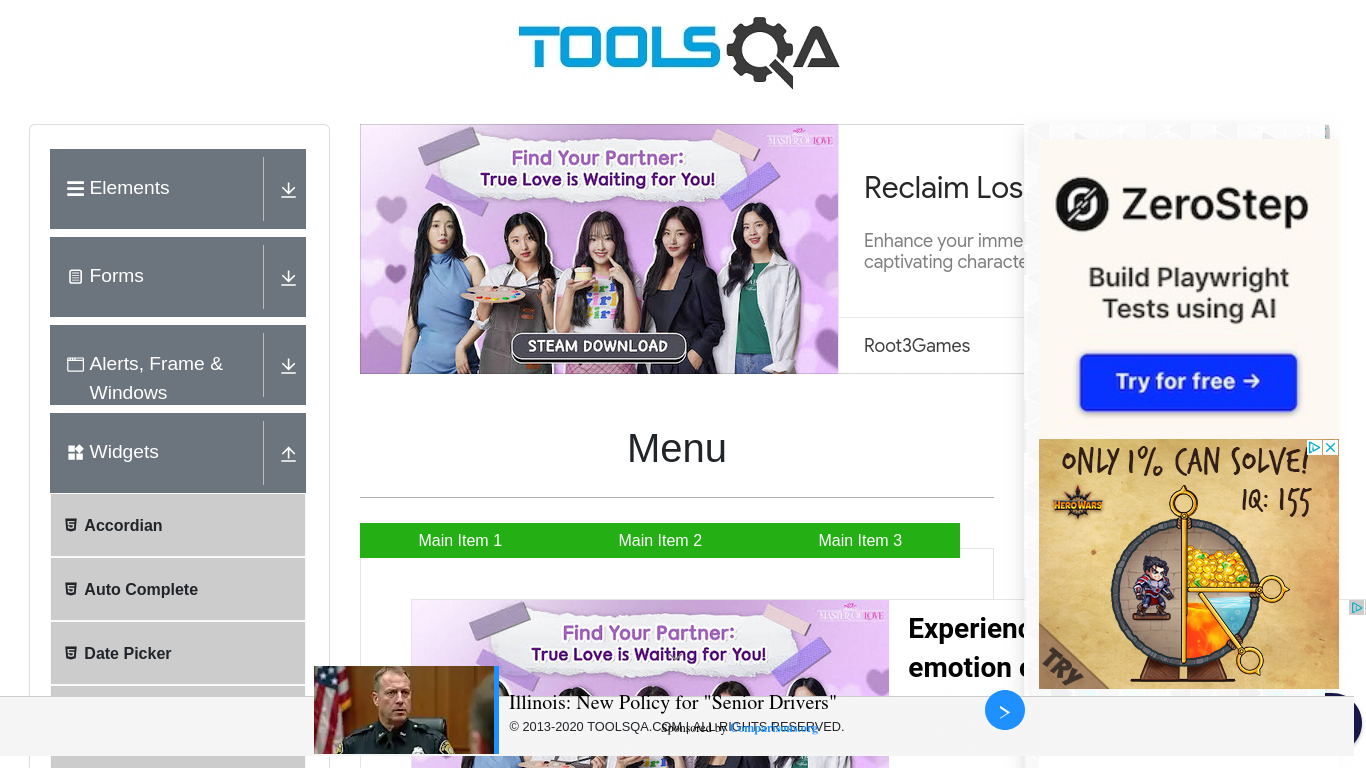 TOOLSQA
Elements
Forms
Alerts, Frame &
Windows
Widgets
Accordian
Auto Complete
Date Picker
MASTER OF LOVE
Find Your Partner:
True Love is Waiting for You!
STEAM DOWNLOAD
Reclaim Los
Enhance your imme
captivating characte
Root3Games
Menu
Main Item 1
Main Item 2
Main Item 3
MASTER OF LOVE
Find Your Partner:
True Love is Waiting for You!
Experienc
emotion
ZeroStep
Build Playwright
Tests using AI
Try for free →
ONLY 1% CAN SOLVE!
IQ: 155
HERO WARS
TRY
Illinois: New Policy for "Senior Drivers"
© 2013-2020 TOOLSQA.COM | ALL RIGHTS RESERVED.
Sponsored by Comparisons.org